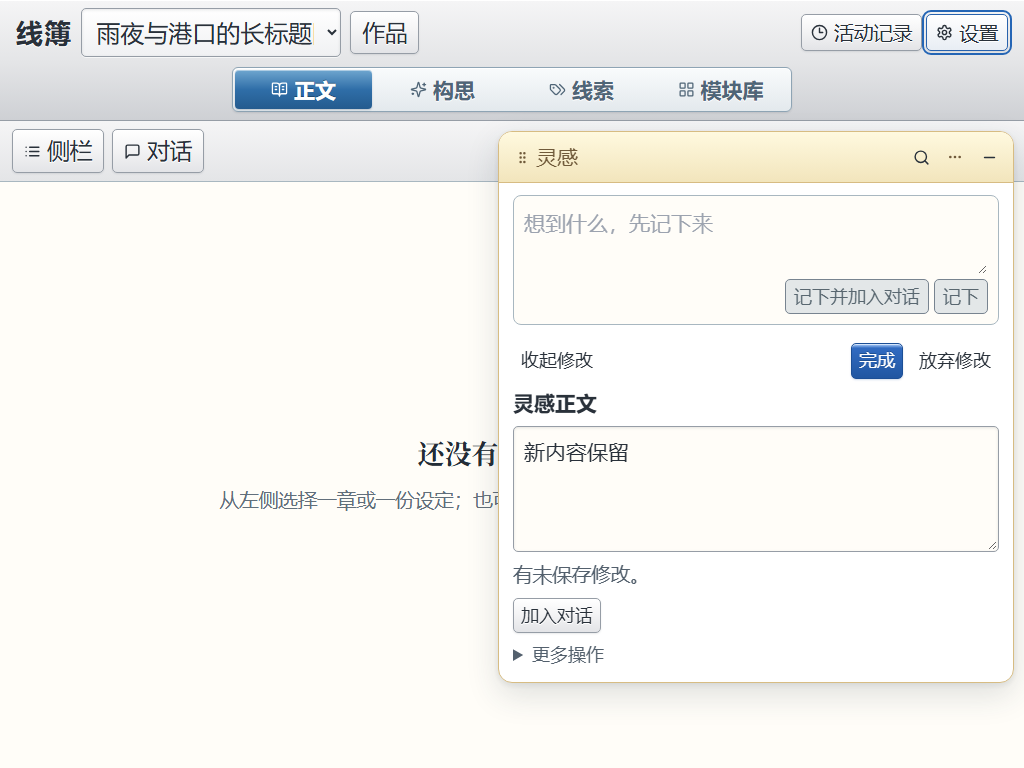 线簿 雨夜与港口的长标题 作品 活动记录 设置
正文 构思 线索 模块库
侧栏 对话
灵感
想到什么，先记下来
记下并加入对话 记下
收起修改 完成 放弃修改
灵感正文
新内容保留
还没有
从左侧选择一章或一份设定；也
有未保存修改。
加入对话
更多操作